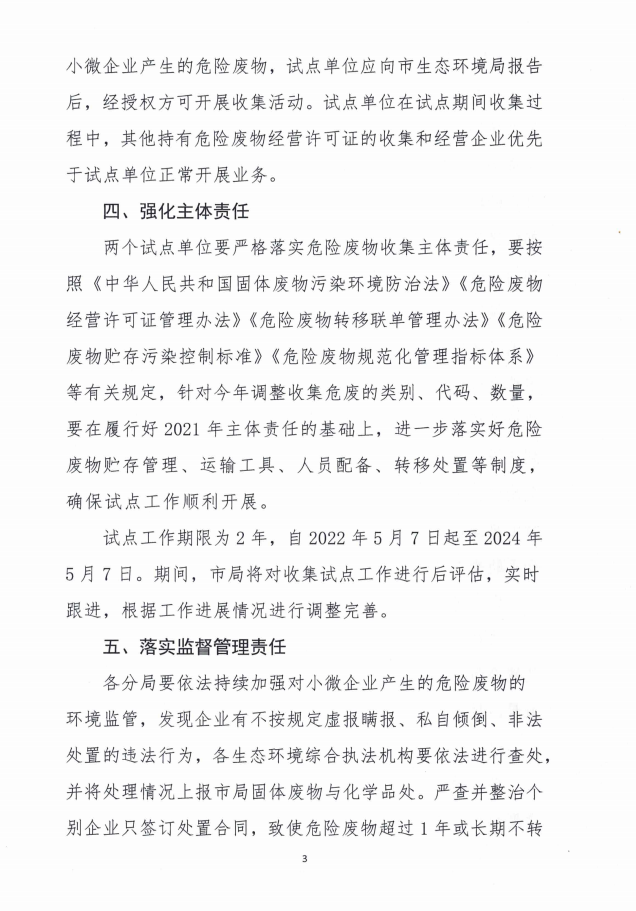 小微企业产生的危险废物，试点单位应向市生态环境局报告
后，经授权方可开展收集活动。试点单位在试点期间收集过
程中，其他持有危险废物经营许可证的收集和经营企业优先
于试点单位正常开展业务。
四、强化主体责任
两个试点单位要严格落实危险废物收集主体责任，要按
照《中华人民共和国固体废物污染环境防治法》《危险废物
经营许可证管理办法》《危险废物转移联单管理办法》《危险
废物贮存污染控制标准》《危险废物规范化管理指标体系》
等有关规定，针对今年调整收集危废的类别、代码、数量，
要在履行好 2021 年主体责任的基础上，进一步落实好危险
废物贮存管理、运输工具、人员配备、转移处置等制度，
确保试点工作顺利开展。
试点工作期限为 2 年，自 2022 年 5 月 7 日起至 2024 年
5 月 7 日。期间，市局将对收集试点工作进行后评估，实时
跟进，根据工作进展情况进行调整完善。
五、落实监督管理责任
各分局要依法持续加强对小微企业产生的危险废物的
环境监管，发现企业有不按规定虚报瞒报、私自倾倒、非法
处置的违法行为，各生态环境综合执法机构要依法进行查处，
并将处理情况上报市局固体废物与化学品处。严查并整治个
别企业只签订处置合同，致使危险废物超过 1 年或长期不转
3